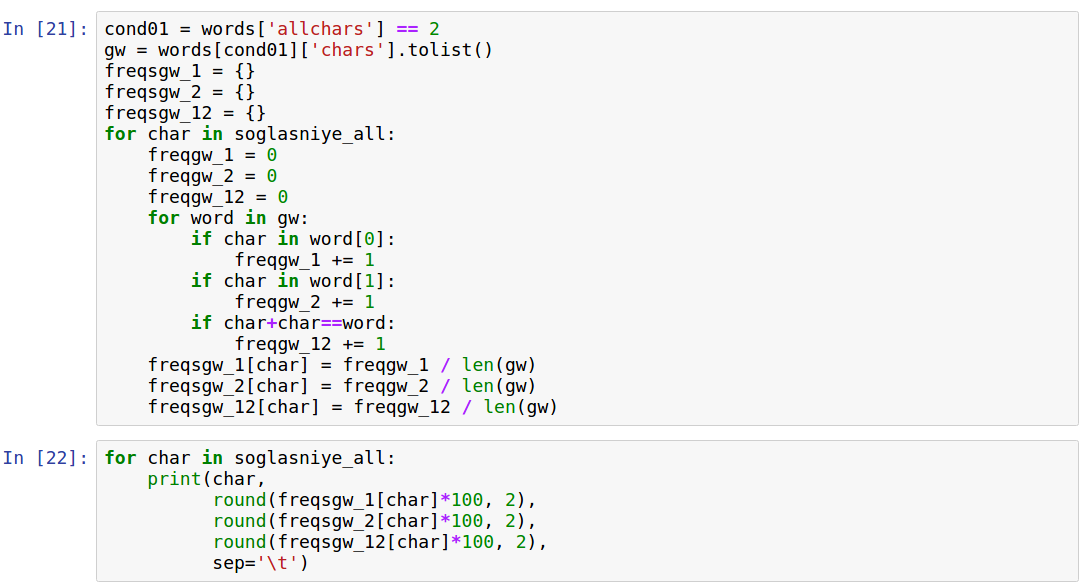 In [21]: cond01 = words['allchars'] == 2
gw = words[cond01]['chars'].tolist()
freqsgw_1 = {}
freqsgw_2 = {}
freqsgw_12 = {}
for char in soglasniye_all:
    freqgw_1 = 0
    freqgw_2 = 0
    freqgw_12 = 0
    for word in gw:
        if char in word[0]:
            freqgw_1 += 1
        if char in word[1]:
            freqgw_2 += 1
        if char+char==word:
            freqgw_12 += 1
    freqsgw_1[char] = freqgw_1 / len(gw)
    freqsgw_2[char] = freqgw_2 / len(gw)
    freqsgw_12[char] = freqgw_12 / len(gw)
In [22]: for char in soglasniye_all:
    print(char,
          round(freqsgw_1[char]*100, 2),
          round(freqsgw_2[char]*100, 2),
          round(freqsgw_12[char]*100, 2),
          sep='\t')